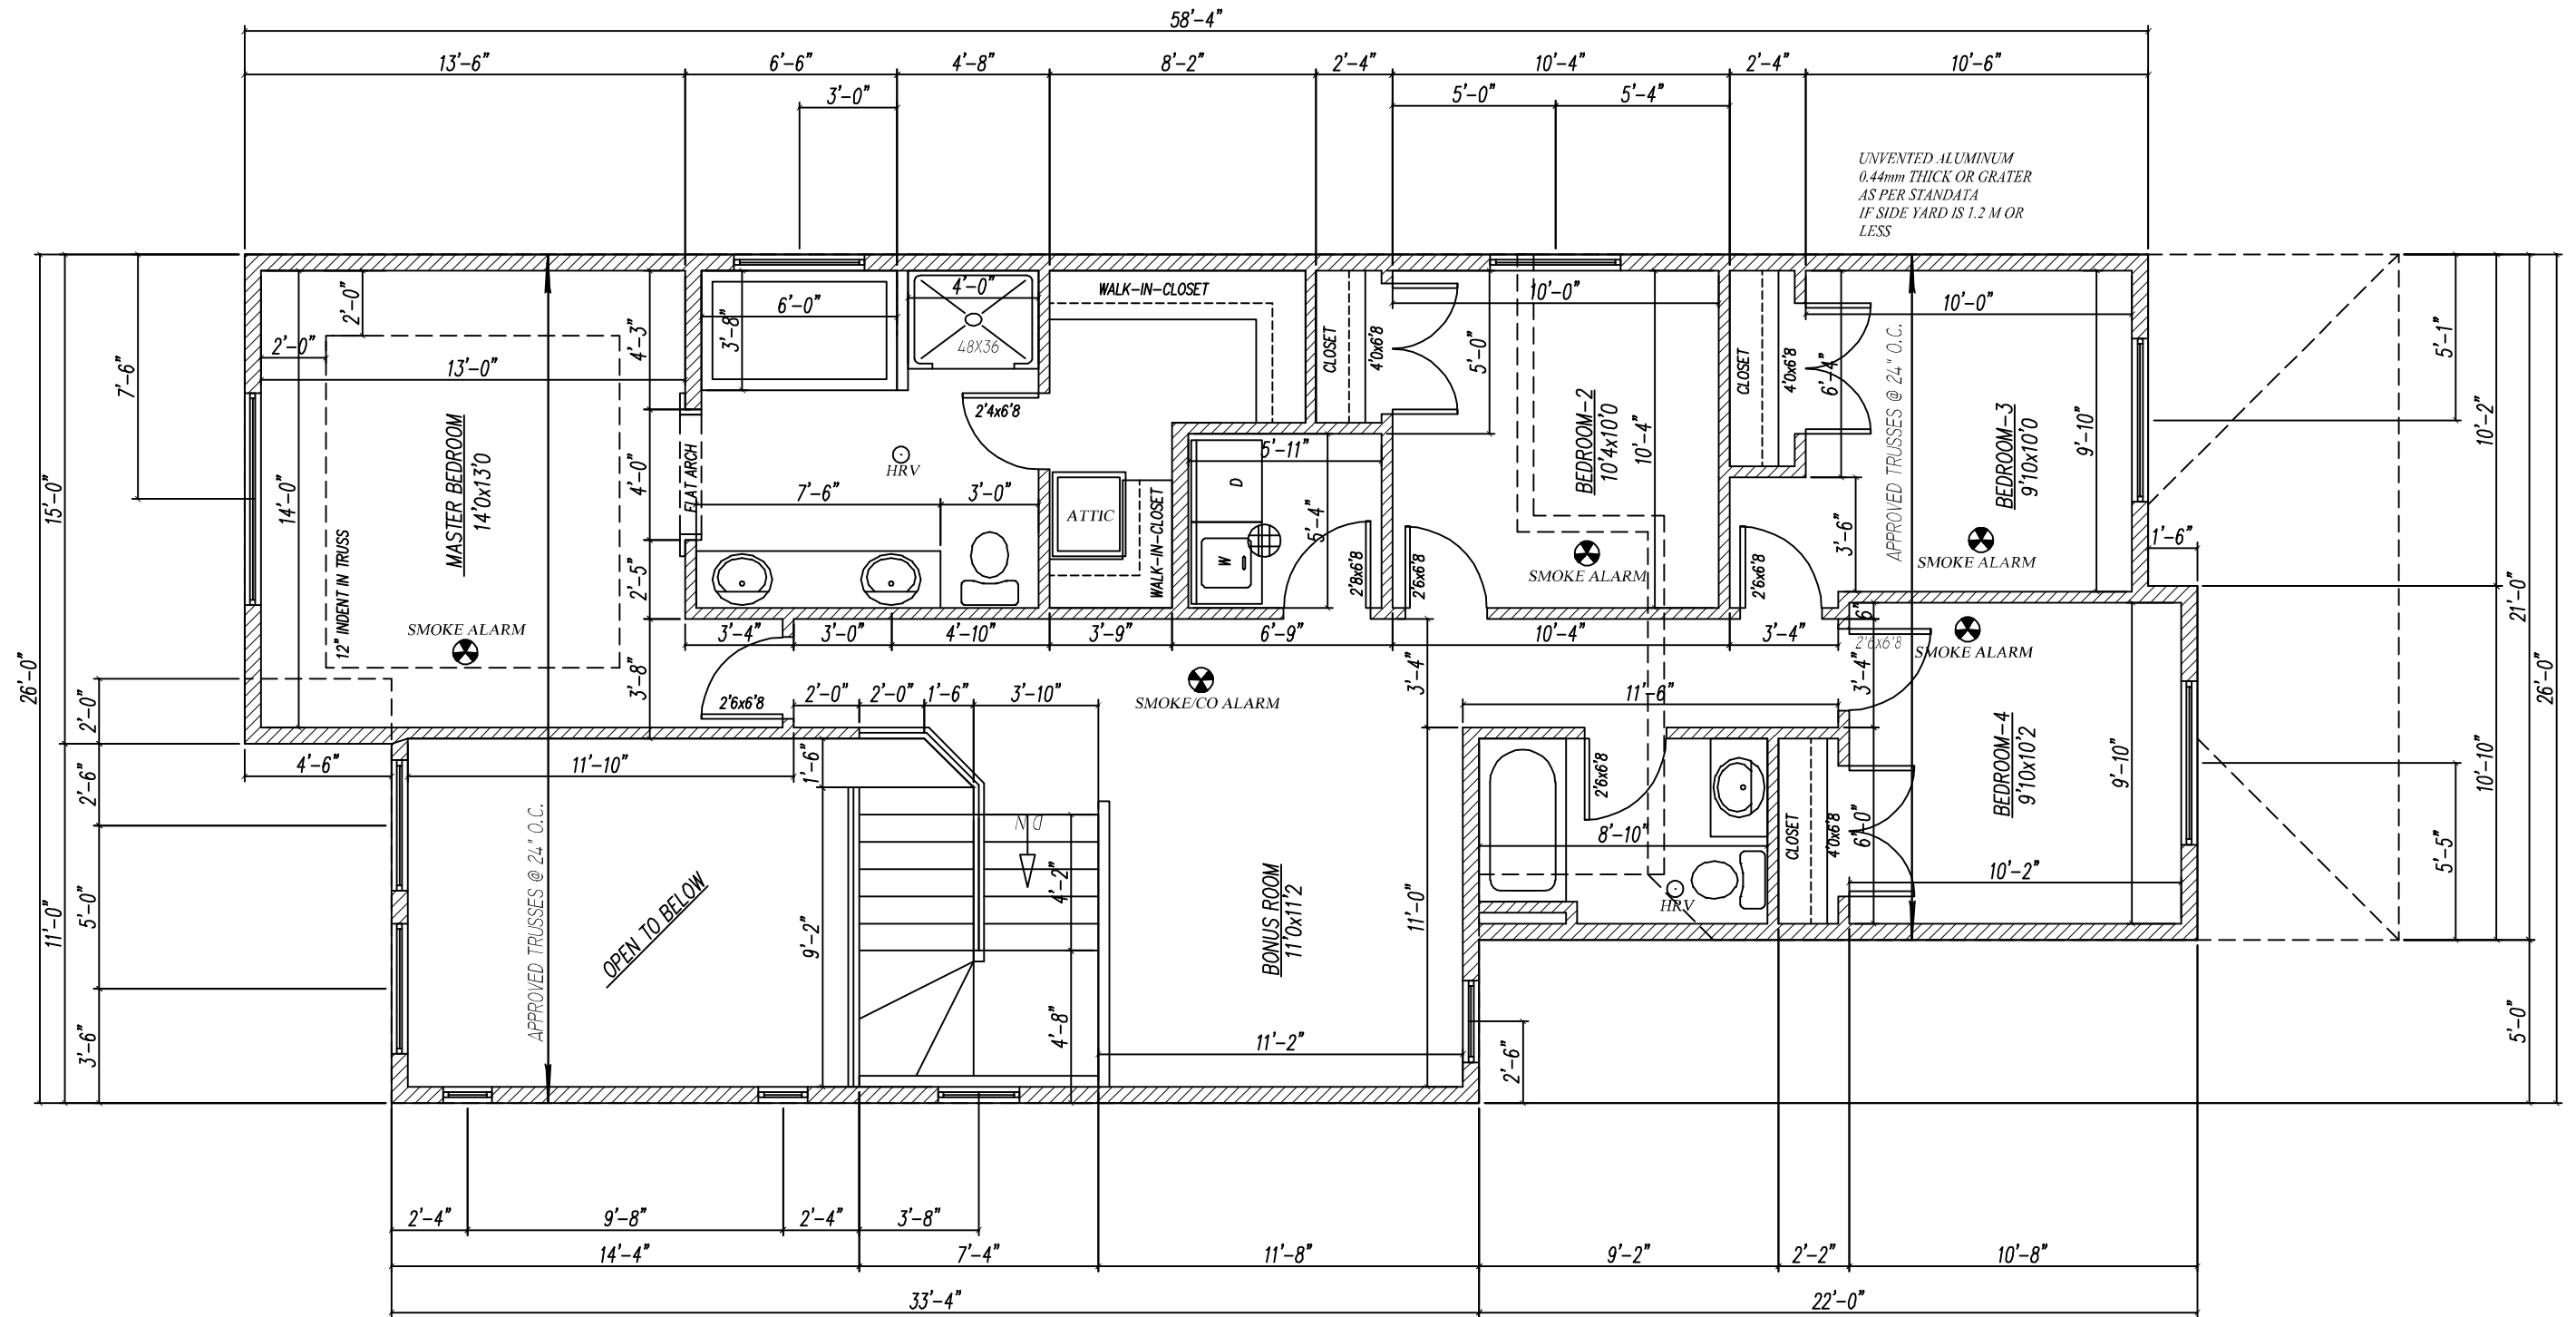 58'-4"
13'-6"
6'-6"
4'-8"
8'-2"
2'-4"
10'-4"
2'-4"
10'-6"
3'-0"
5'-0"
5'-4"
UNVENTED ALUMINUM
0.44mm THICK OR GRATER
AS PER STANDATA
IF SIDE YARD IS 1.2 M OR
LESS
26'-0"
15'-0"
11'-0"
7'-6"
2'-0"
2'-6"
5'-0"
3'-6"
2'-0"
2'-0"
13'-0"
14'-0"
12" INDENT IN TRUSS
MASTER BEDROOM
14'0x13'0
SMOKE ALARM
4'-3"
4'-0"
2'-5"
3'-8"
FLAT ARCH
3'-8"
6'-0"
4'-0"
48X36
2'4x6'8
HRV
7'-6"
3'-0"
WALK-IN-CLOSET
ATTIC
WALK-IN-CLOSET
5'-11"
D
W
5'-4"
2'8x6'8
CLOSET
4'0x6'8
10'-0"
5'-0"
10'-4"
BEDROOM-2
10'4x10'0
SMOKE ALARM
2'6x6'8
CLOSET
4'0x6'8
6'-4"
10'-0"
9'-10"
APPROVED TRUSSES @ 24" O.C.
BEDROOM-3
9'10x10'0
SMOKE ALARM
3'-6"
2'6x6'8
1'-6"
5'-1"
10'-2"
21'-0"
26'-0"
10'-10"
5'-5"
5'-0"
3'-4"
3'-0"
4'-10"
3'-9"
6'-9"
10'-4"
3'-4"
6"
2'6x6'8
SMOKE ALARM
3'-4"
3'-4"
SMOKE/CO ALARM
2'6x6'8
2'-0"
2'-0"
1'-6"
3'-10"
11'-6"
4'-6"
11'-10"
1'-6"
9'-2"
APPROVED TRUSSES @ 24" O.C.
OPEN TO BELOW
DN
4'-2"
4'-8"
BONUS ROOM
11'0x11'2
11'-0"
11'-2"
2'-6"
2'6x6'8
8'-10"
HRV
CLOSET
4'0x6'8
6'-0"
BEDROOM-4
9'10x10'2
9'-10"
10'-2"
2'-4"
9'-8"
2'-4"
3'-8"
14'-4"
7'-4"
11'-8"
9'-2"
2'-2"
10'-8"
33'-4"
22'-0"